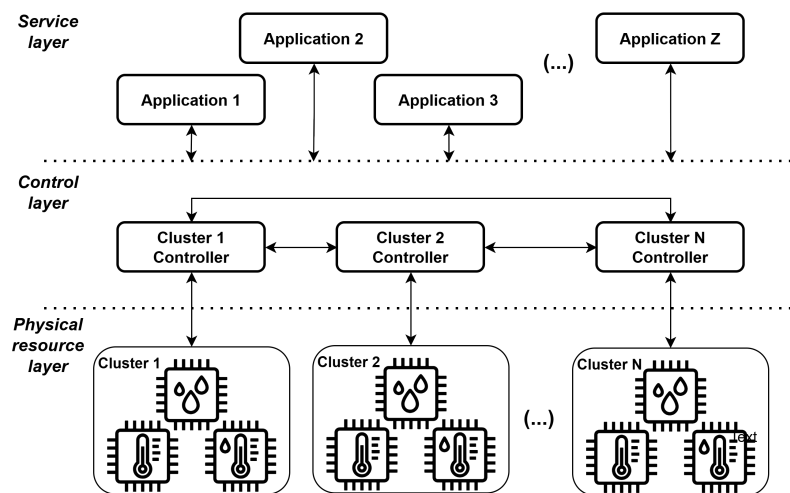 Service
layer
Application 2
Application Z
(...)
Application 1
Application 3
Control
layer
Cluster 1
Controller
Cluster 2
Controller
Cluster N
Controller
Physical
resource
layer
Cluster 1
Cluster 2
Cluster N
(...)
text